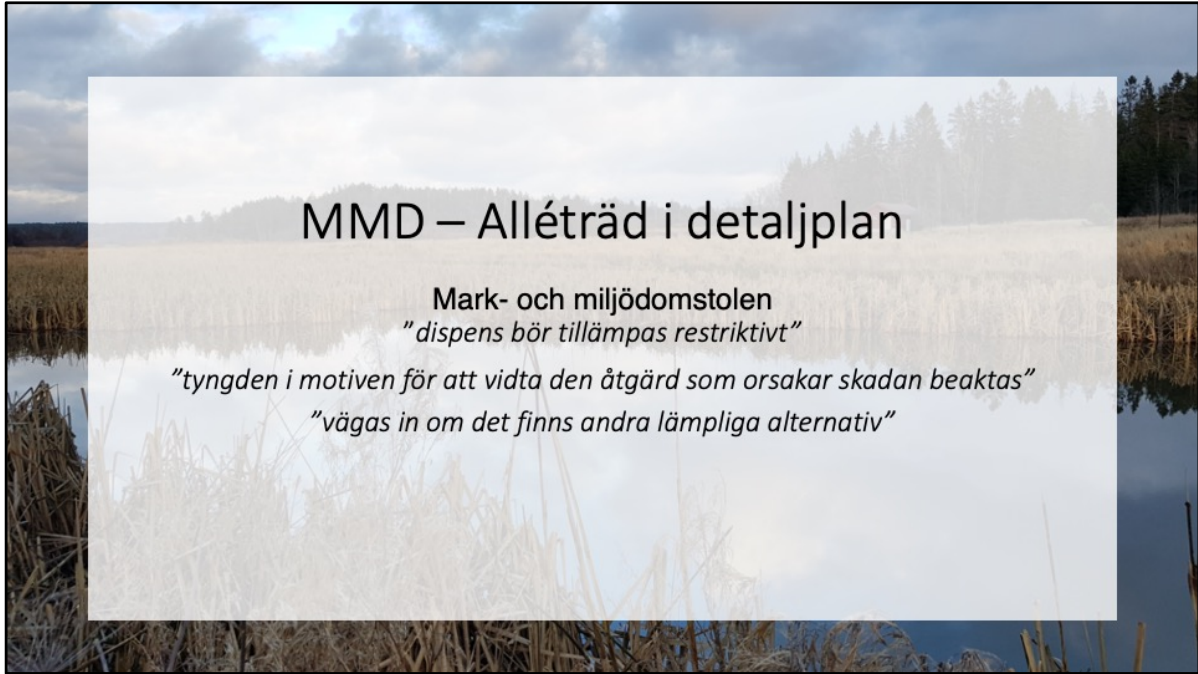 MMD – Alléträd i detaljplan
Mark- och miljödomstolen
”dispens bör tillämpas restriktivt”
”tyngden i motiven för att vidta den åtgärd som orsakar skadan beaktas”
”vägas in om det finns andra lämpliga alternativ”